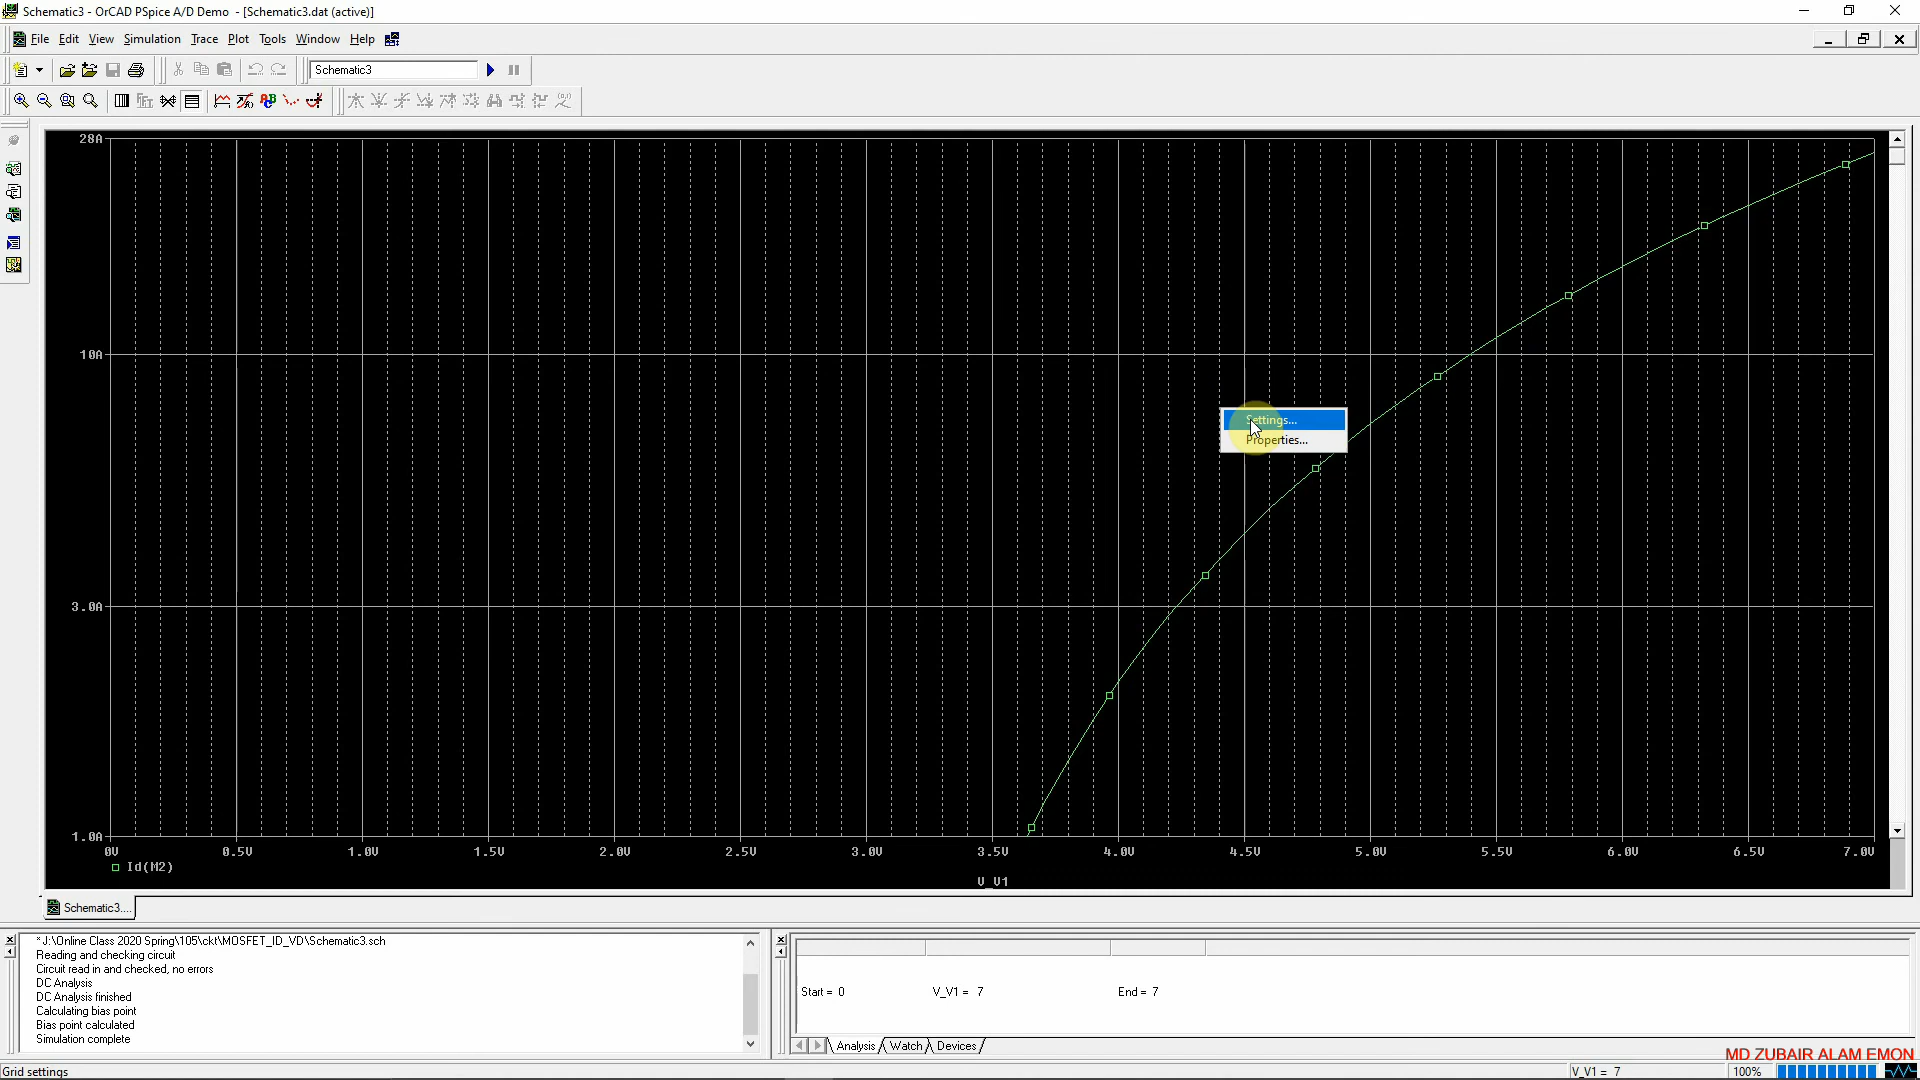 Schematic3 - OrCAD PSpice A/D Demo - [Schematic3.dat (active)]
File Edit View Simulation Trace Plot Tools Window Help
Schematic3
28A
10A
3.0A
1.0A
Settings...
Properties...
0V 0.5V 1.0V 1.5V 2.0V 2.5V 3.0V 3.5V 4.0V 4.5V 5.0V 5.5V 6.0V 6.5V 7.0V
Id(M2)
V_V1
Schematic3....
* J:\Online Class 2020 Spring\105\ckt\MOSFET_ID_VD\Schematic3.sch
Reading and checking circuit
Circuit read in and checked, no errors
DC Analysis
DC Analysis finished
Calculating bias point
Bias point calculated
Simulation complete
Start = 0 V_V1 = 7 End = 7
Analysis Watch Devices
MD ZUBAIR ALAM EMON
Grid settings V_V1 = 7 100%